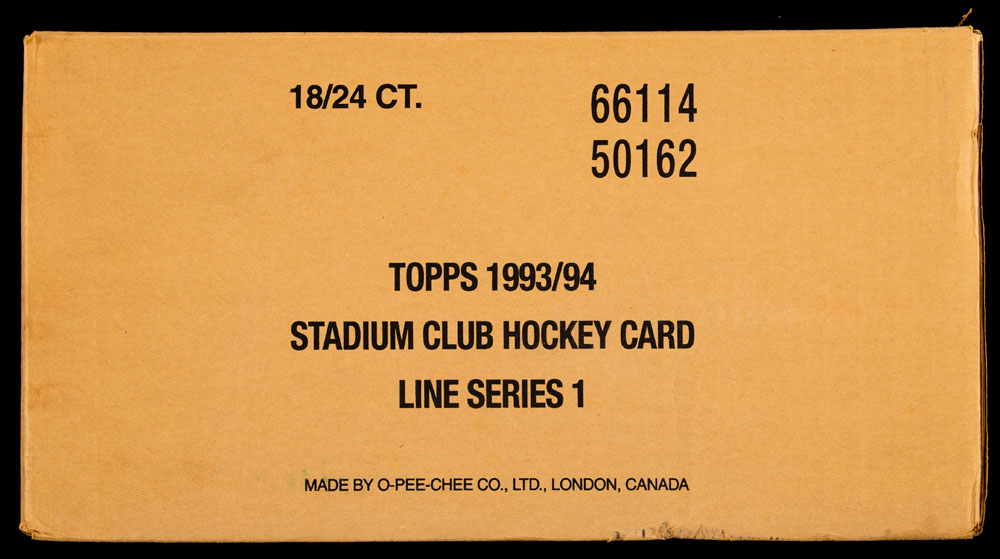 18/24 CT.
66114
50162
TOPPS 1993/94
STADIUM CLUB HOCKEY CARD
LINE SERIES 1
MADE BY O-PEE-CHEE CO., LTD., LONDON, CANADA